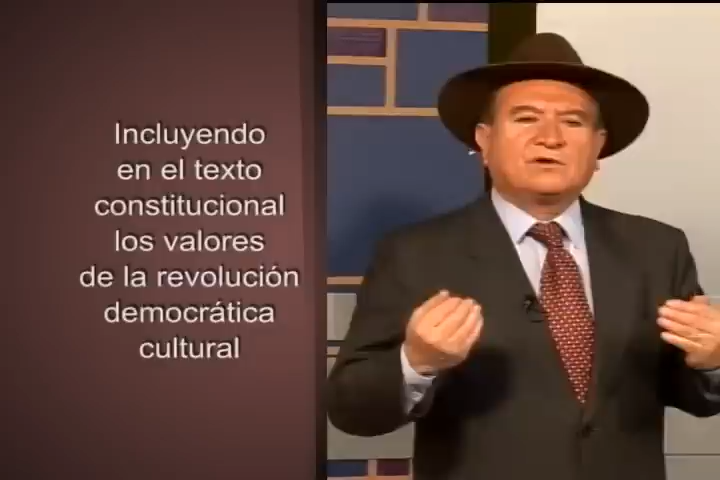 Incluyendo
en el texto
constitucional
los valores
de la revolución
democrática
cultural